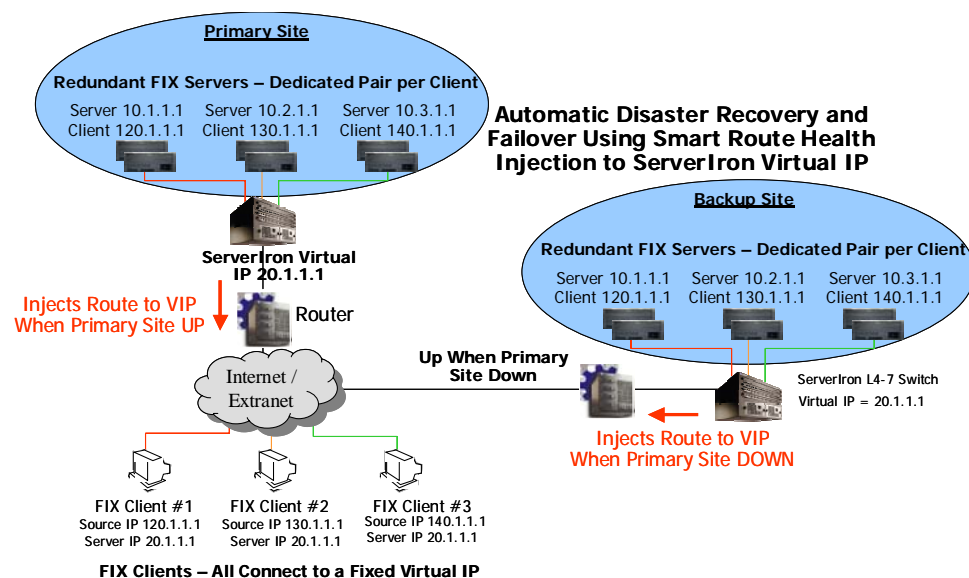 Primary Site
Redundant FIX Servers – Dedicated Pair per Client
Server 10.1.1.1 Server 10.2.1.1 Server 10.3.1.1
Client 120.1.1.1 Client 130.1.1.1 Client 140.1.1.1
Automatic Disaster Recovery and
Failover Using Smart Route Health
Injection to ServerIron Virtual IP
ServerIron Virtual
IP 20.1.1.1
Injects Route to VIP
When Primary Site UP
Router
Backup Site
Redundant FIX Servers – Dedicated Pair per Client
Server 10.1.1.1 Server 10.2.1.1 Server 10.3.1.1
Client 120.1.1.1 Client 130.1.1.1 Client 140.1.1.1
Up When Primary
Site Down
Internet /
Extranet
ServerIron L4-7 Switch
Virtual IP = 20.1.1.1
Injects Route to VIP
When Primary Site DOWN
FIX Client #1
Source IP 120.1.1.1
Server IP 20.1.1.1
FIX Client #2
Source IP 130.1.1.1
Server IP 20.1.1.1
FIX Client #3
Source IP 140.1.1.1
Server IP 20.1.1.1
FIX Clients – All Connect to a Fixed Virtual IP